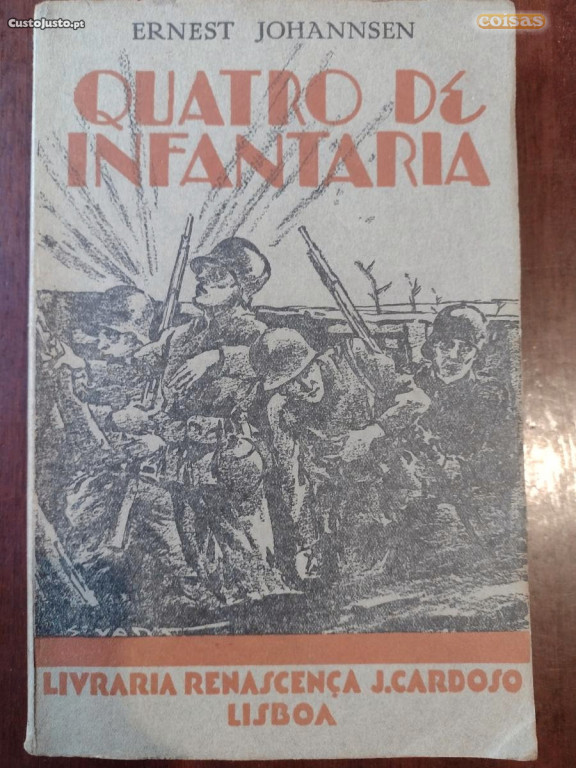 CustoJusto.pt
coisas
ERNEST JOHANNSEN
QUATRO DE
INFANTARIA
LIVRARIA RENASCENÇA J.CARDOSO
LISBOA